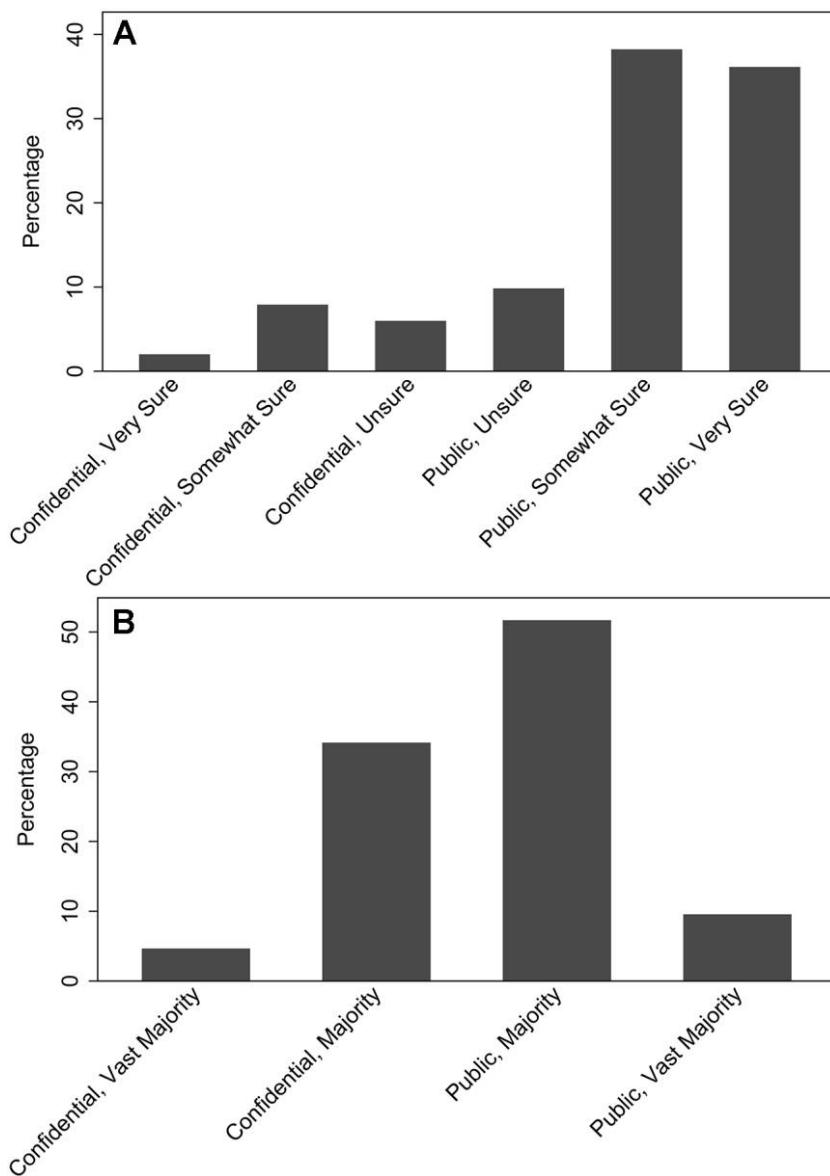 A
40
30
20
10
0
Percentage
Confidential, Very Sure
Confidential, Somewhat Sure
Confidential, Unsure
Public, Unsure
Public, Somewhat Sure
Public, Very Sure
B
50
40
30
20
10
0
Percentage
Confidential, Vast Majority
Confidential, Majority
Public, Majority
Public, Vast Majority